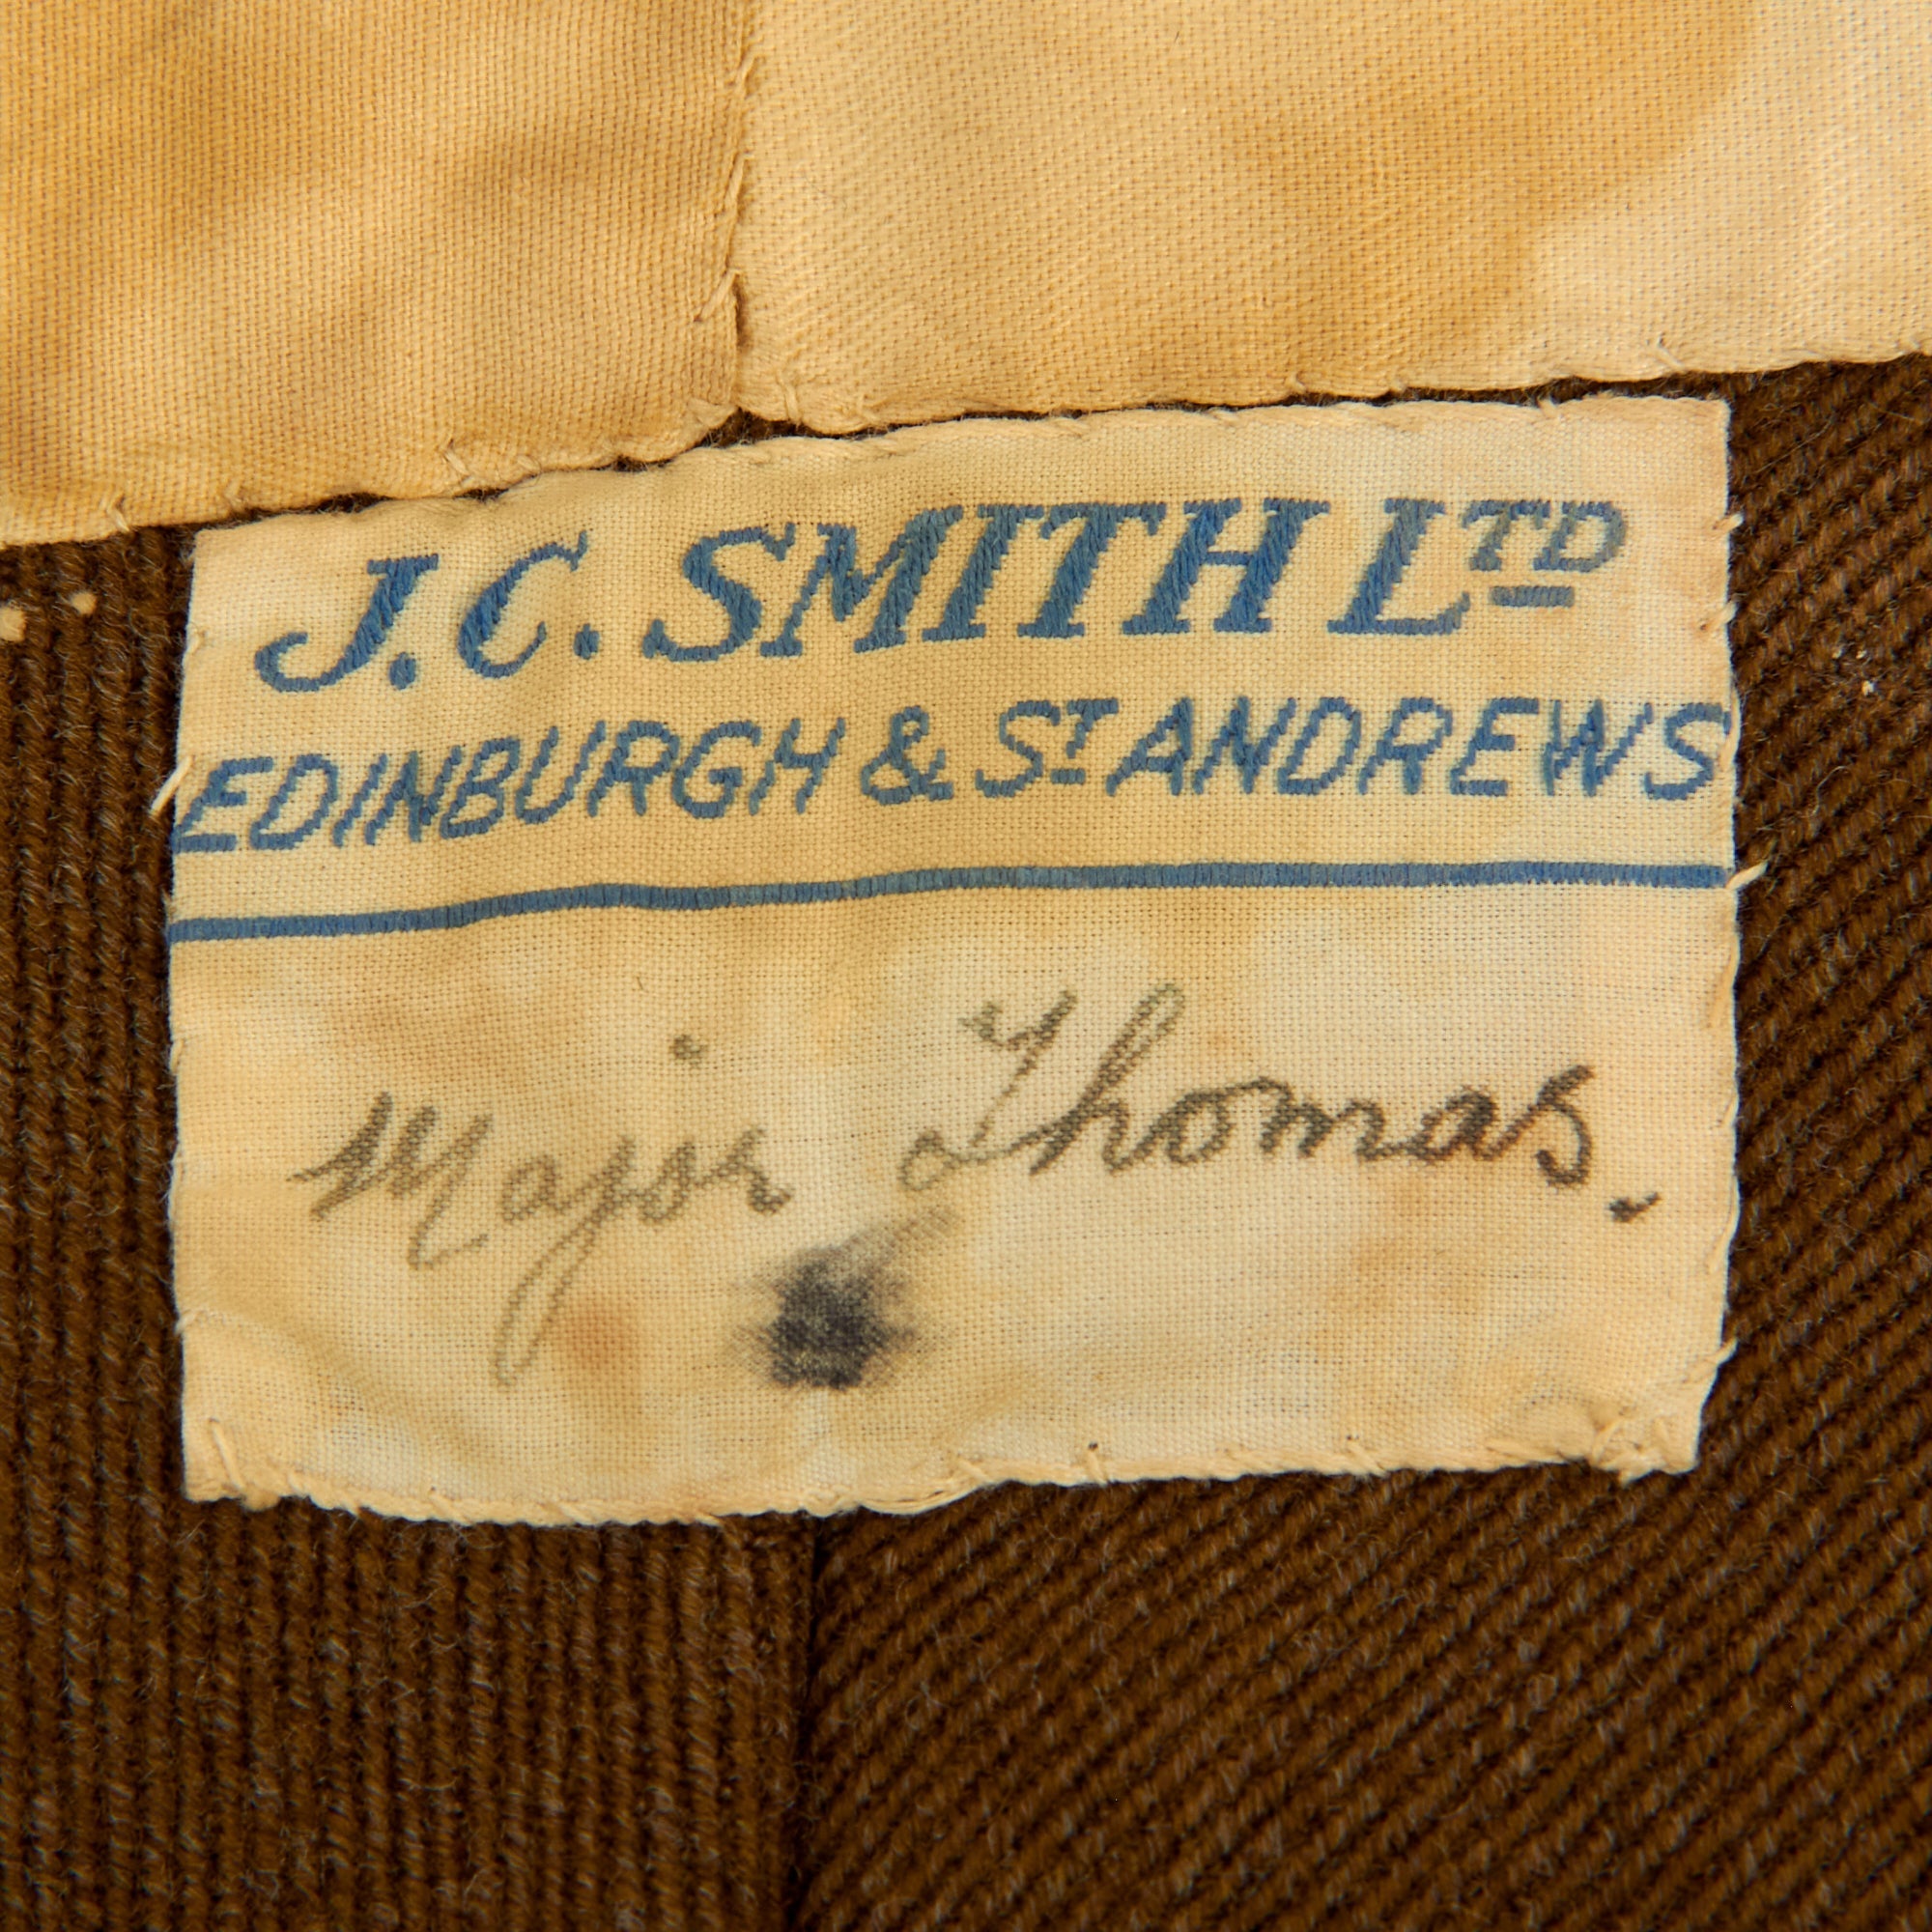 J.C. SMITH LTD
EDINBURGH & ST ANDREWS
Major Thomas.